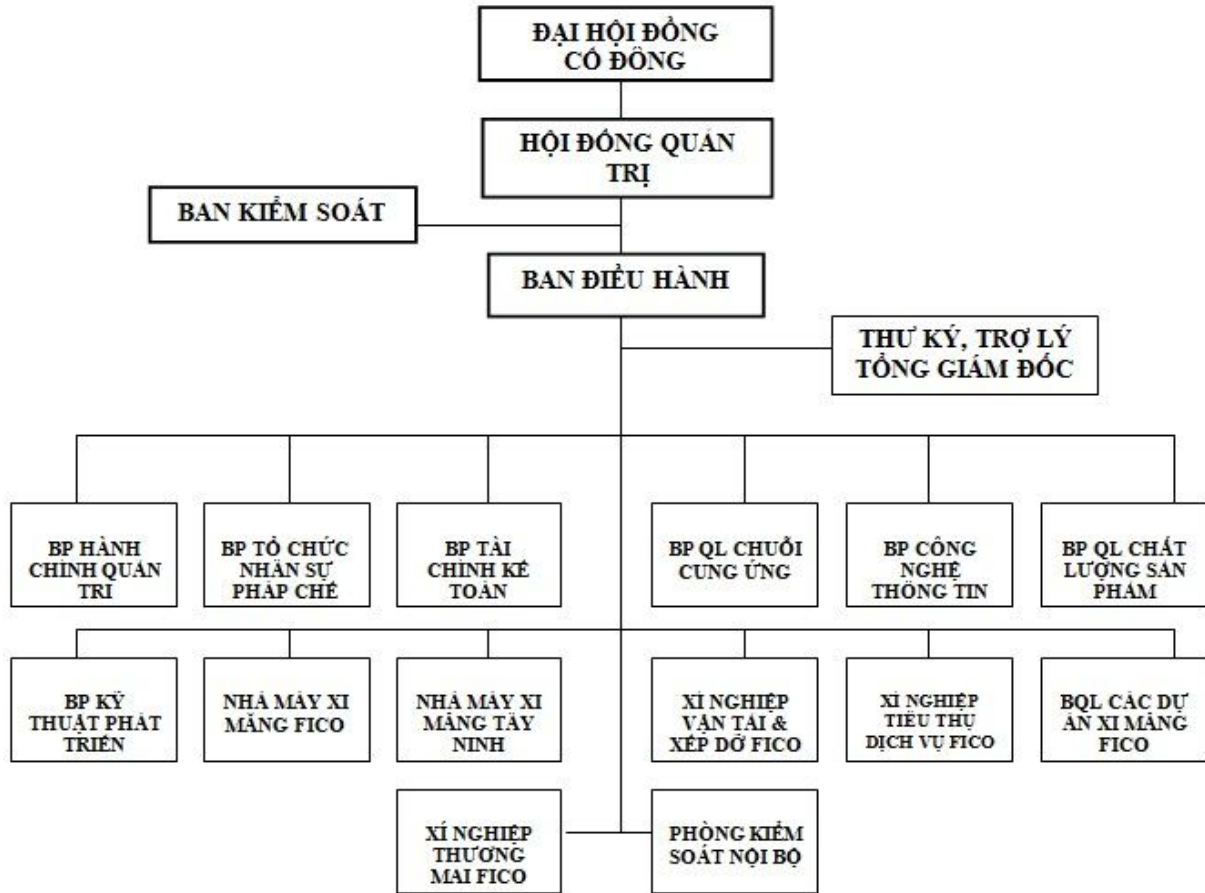 ĐẠI HỘI ĐỒNG
CỔ ĐÔNG
HỘI ĐỒNG QUẢN
TRỊ
BAN KIỂM SOÁT
BAN ĐIỀU HÀNH
THƯ KÝ, TRỢ LÝ
TỔNG GIÁM ĐỐC
BP HÀNH
CHÍNH QUẢN
TRI
BP TỔ CHỨC
NHÂN SỰ
PHÁP CHẾ
BP TÀI
CHÍNH KẾ
TOÁN
BP QL CHUỖI
CUNG ỨNG
BP CÔNG
NGHỆ
THÔNG TIN
BP QL CHẤT
LƯỢNG SẢN
PHẨM
BP KỸ
THUẬT PHÁT
TRIỂN
NHÀ MÁY XI
MĂNG FICO
NHÀ MÁY XI
MĂNG TÂY
NINH
XÍ NGHIỆP
VẬN TẢI &
XẾP DỠ FICO
XÍ NGHIỆP
TIÊU THỤ
DỊCH VỤ FICO
BQL CÁC DỰ
ÁN XI MĂNG
FICO
XÍ NGHIỆP
THƯƠNG
MAI FICO
PHÒNG KIỂM
SOÁT NỘI BỘ